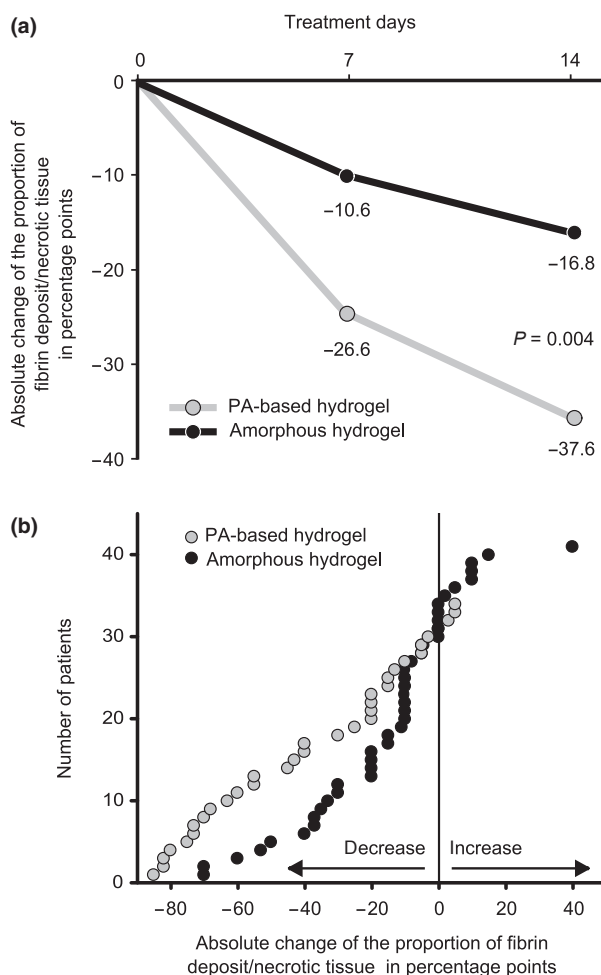 (a)
Treatment days
0 7 14
0
−10
−20
−30
−40
Absolute change of the proportion of
fibrin deposit/necrotic tissue
in percentage points
−10.6
−16.8
−26.6
P = 0.004
−37.6
PA-based hydrogel
Amorphous hydrogel
(b)
PA-based hydrogel
Amorphous hydrogel
Number of patients
40
30
20
10
0
Decrease Increase
−80 −60 −40 −20 0 20 40
Absolute change of the proportion of fibrin
deposit/necrotic tissue in percentage points